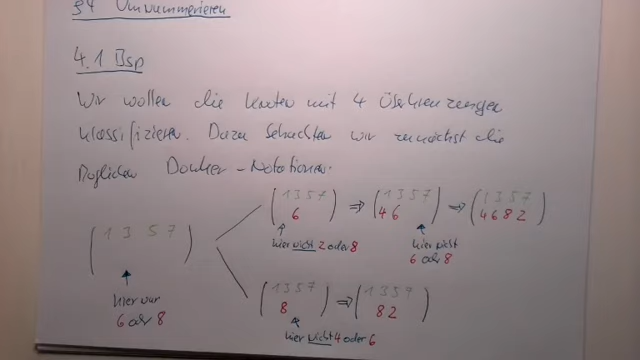 §4 Umnummerieren
4.1 Bsp
Wir wollen die Knoten mit 4 Überkreuzungen
klassifizieren. Dazu betrachten wir zunächst die
möglichen Dowker-Notationen.
(1 3 5 7)
hier nur
6 oder 8
(1 3 5 7
6) ⇒ (1 3 5 7
4 6) ⇒ (1 3 5 7
4 6 8 2)
hier nicht 2 oder 8
hier nicht
6 oder 8
(1 3 5 7
8) ⇒ (1 3 5 7
8 2)
hier nicht 4 oder 6